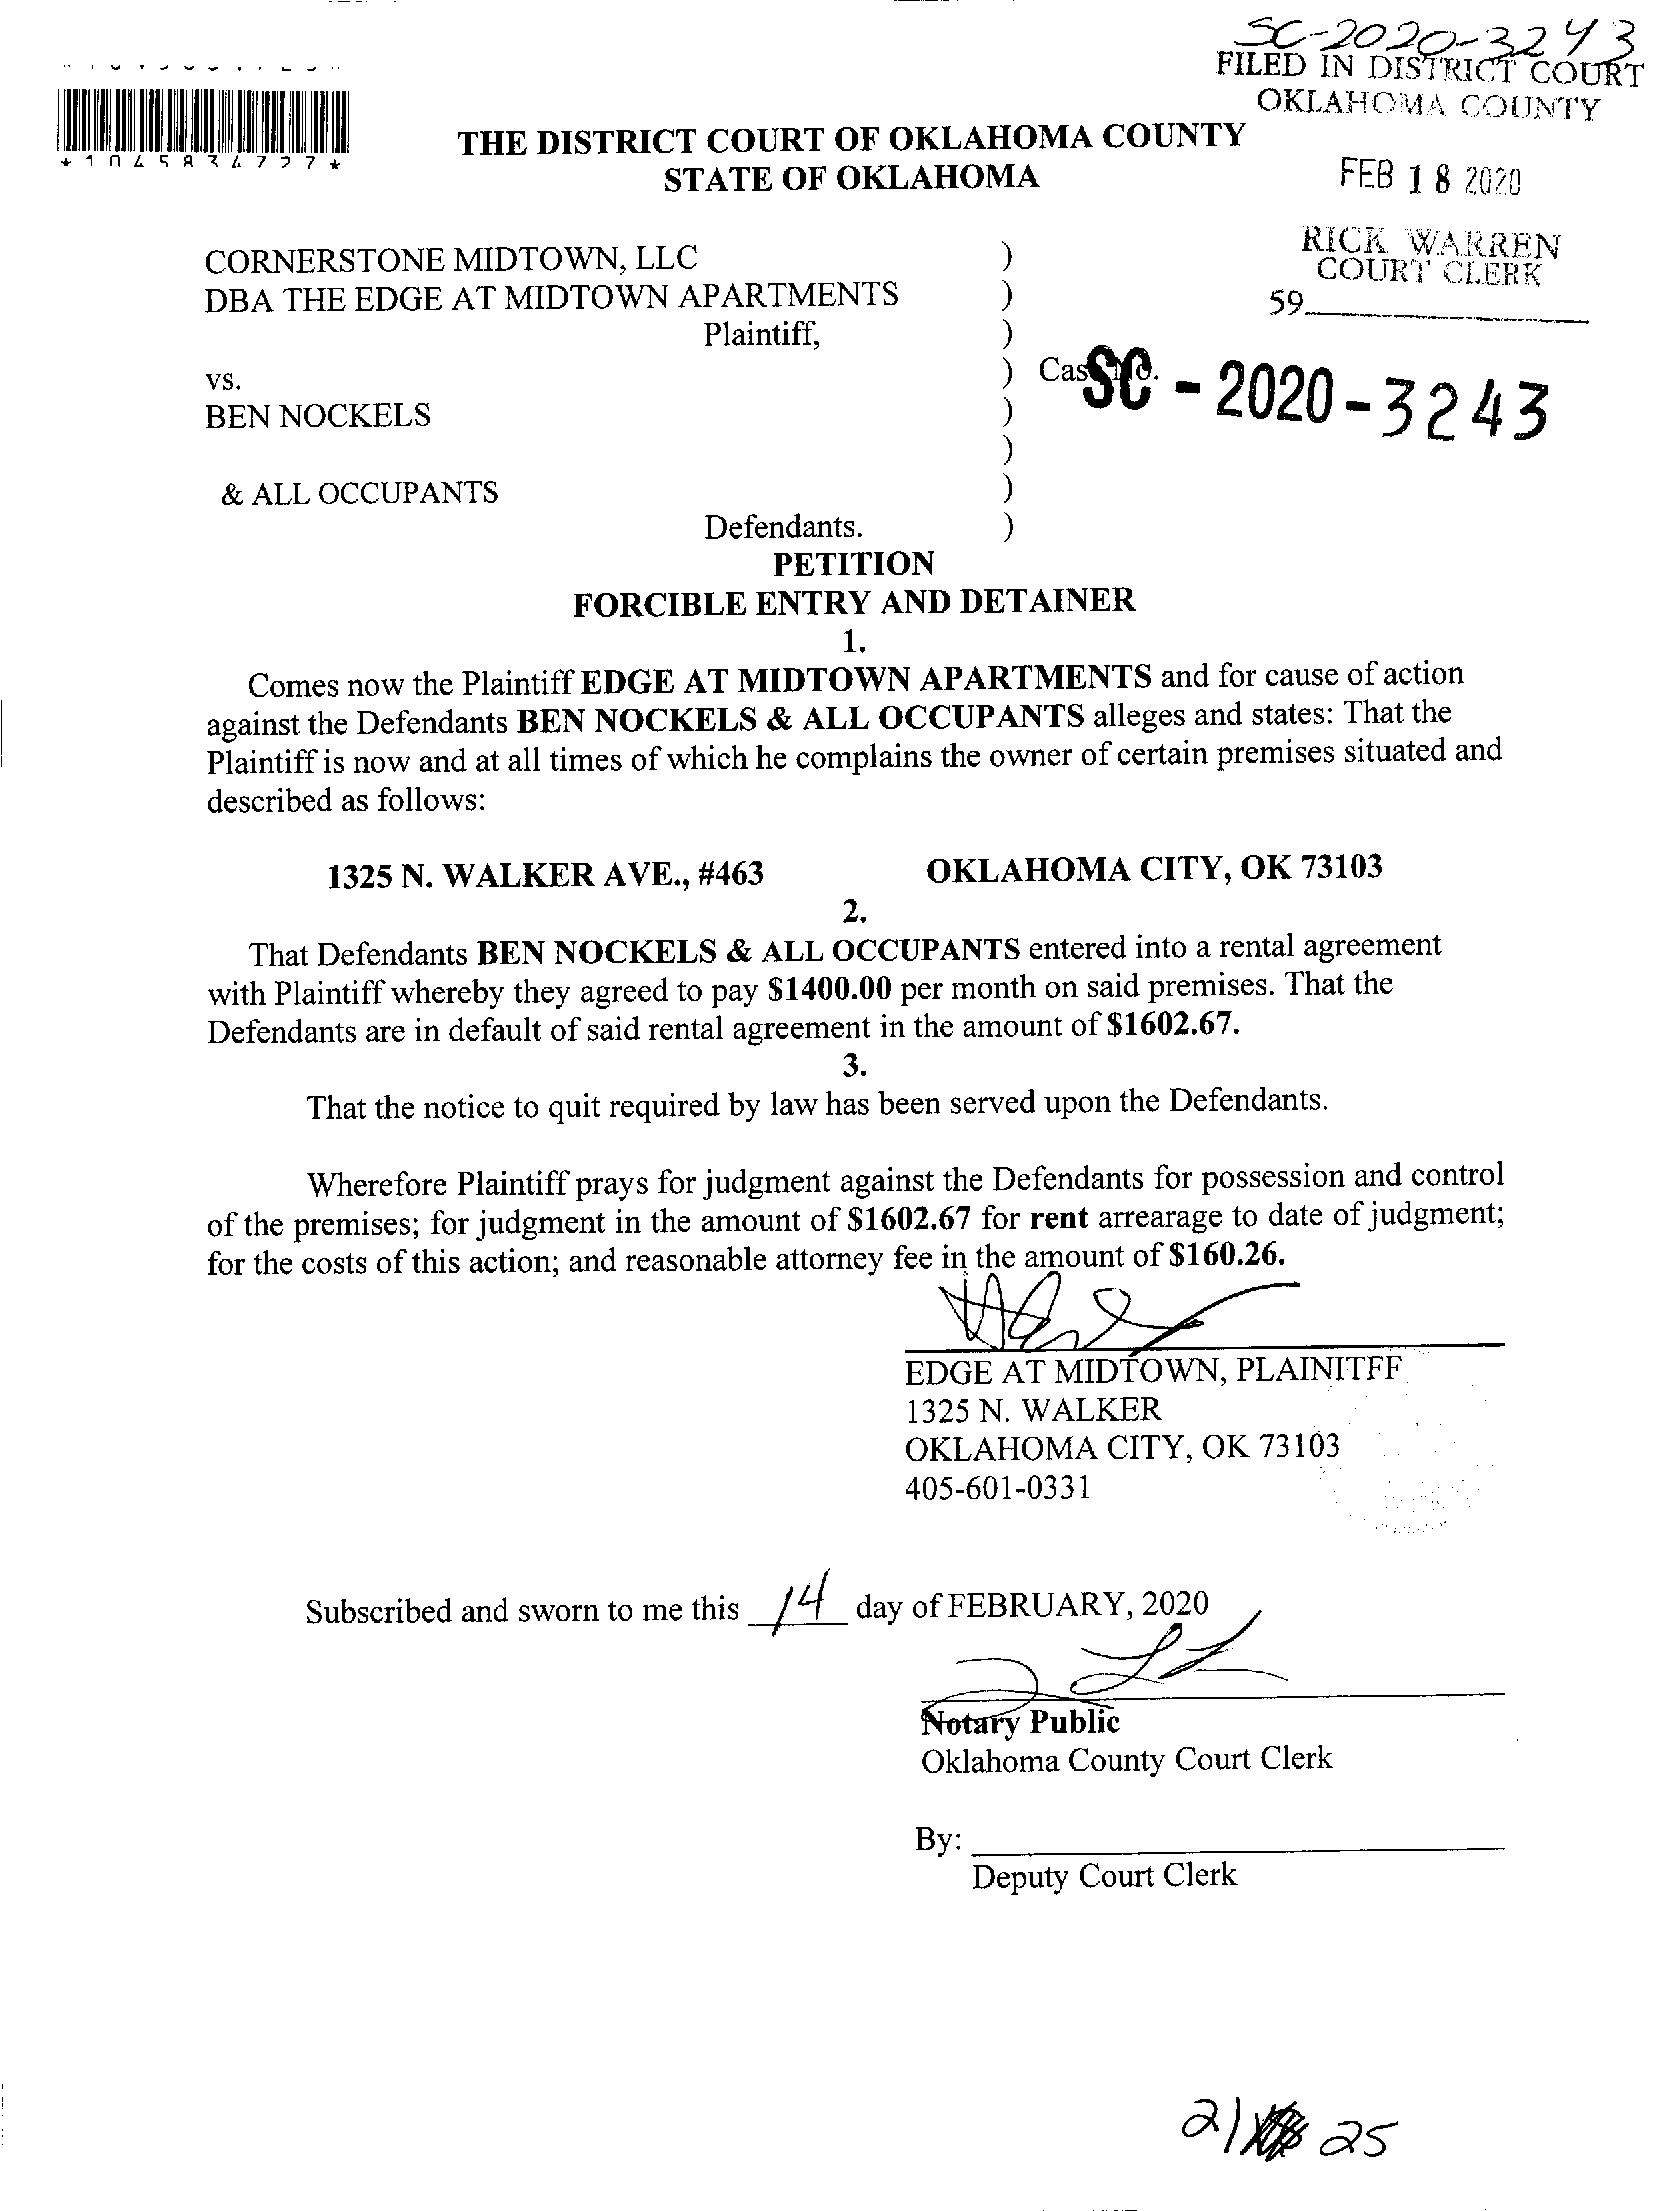 SC-2020-3243
FILED IN DISTRICT COURT
OKLAHOMA COUNTY
*1045834727*
THE DISTRICT COURT OF OKLAHOMA COUNTY
STATE OF OKLAHOMA
FEB 18 2020
RICK WARREN
COURT CLERK
59
CORNERSTONE MIDTOWN, LLC )
DBA THE EDGE AT MIDTOWN APARTMENTS )
Plaintiff, )
vs. ) Case No. SC - 2020 - 3243
BEN NOCKELS )
)
& ALL OCCUPANTS )
Defendants. )
PETITION
FORCIBLE ENTRY AND DETAINER
1.
Comes now the Plaintiff EDGE AT MIDTOWN APARTMENTS and for cause of action
against the Defendants BEN NOCKELS & ALL OCCUPANTS alleges and states: That the
Plaintiff is now and at all times of which he complains the owner of certain premises situated and
described as follows:
1325 N. WALKER AVE., #463 OKLAHOMA CITY, OK 73103
2.
That Defendants BEN NOCKELS & ALL OCCUPANTS entered into a rental agreement
with Plaintiff whereby they agreed to pay $1400.00 per month on said premises. That the
Defendants are in default of said rental agreement in the amount of $1602.67.
3.
That the notice to quit required by law has been served upon the Defendants.
Wherefore Plaintiff prays for judgment against the Defendants for possession and control
of the premises; for judgment in the amount of $1602.67 for rent arrearage to date of judgment;
for the costs of this action; and reasonable attorney fee in the amount of $160.26.
EDGE AT MIDTOWN, PLAINITFF
1325 N. WALKER
OKLAHOMA CITY, OK 73103
405-601-0331
Subscribed and sworn to me this 14 day of FEBRUARY, 2020
Notary Public
Oklahoma County Court Clerk
By:
Deputy Court Clerk
2/ 25